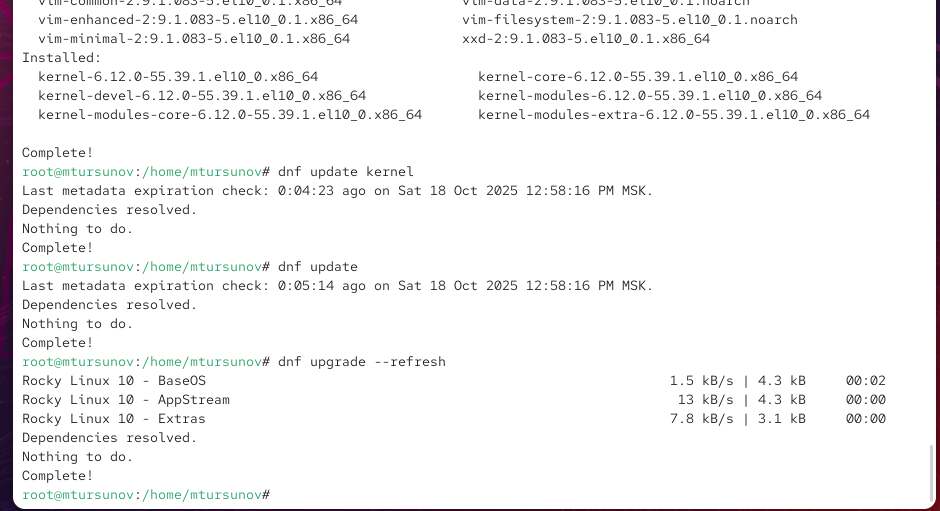 vim-common-2:9.1.083-5.el10_0.1.x86_64 vim-data-2:9.1.083-5.el10_0.1.noarch
vim-enhanced-2:9.1.083-5.el10_0.1.x86_64 vim-filesystem-2:9.1.083-5.el10_0.1.noarch
vim-minimal-2:9.1.083-5.el10_0.1.x86_64 xxd-2:9.1.083-5.el10_0.1.x86_64
Installed:
kernel-6.12.0-55.39.1.el10_0.x86_64 kernel-core-6.12.0-55.39.1.el10_0.x86_64
kernel-devel-6.12.0-55.39.1.el10_0.x86_64 kernel-modules-6.12.0-55.39.1.el10_0.x86_64
kernel-modules-core-6.12.0-55.39.1.el10_0.x86_64 kernel-modules-extra-6.12.0-55.39.1.el10_0.x86_64
Complete!
root@mtursunov:/home/mtursunov# dnf update kernel
Last metadata expiration check: 0:04:23 ago on Sat 18 Oct 2025 12:58:16 PM MSK.
Dependencies resolved.
Nothing to do.
Complete!
root@mtursunov:/home/mtursunov# dnf update
Last metadata expiration check: 0:05:14 ago on Sat 18 Oct 2025 12:58:16 PM MSK.
Dependencies resolved.
Nothing to do.
Complete!
root@mtursunov:/home/mtursunov# dnf upgrade --refresh
Rocky Linux 10 - BaseOS 1.5 kB/s | 4.3 kB 00:02
Rocky Linux 10 - AppStream 13 kB/s | 4.3 kB 00:00
Rocky Linux 10 - Extras 7.8 kB/s | 3.1 kB 00:00
Dependencies resolved.
Nothing to do.
Complete!
root@mtursunov:/home/mtursunov#